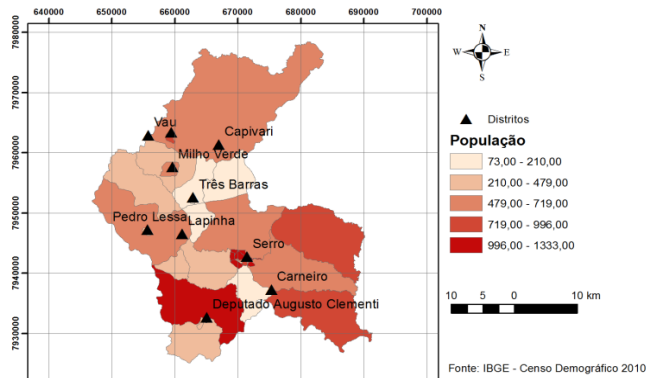 640000 650000 660000 670000 680000 690000 700000
7980000
7970000
7960000
7950000
7940000
7930000
N
W E
S
Vau
Capivari
Milho Verde
Três Barras
Pedro Lessa
Lapinha
Serro
Carneiro
Deputado Augusto Clementi
Distritos
População
73,00 - 210,00
210,00 - 479,00
479,00 - 719,00
719,00 - 996,00
996,00 - 1333,00
10 5 0 10 km
Fonte: IBGE - Censo Demográfico 2010